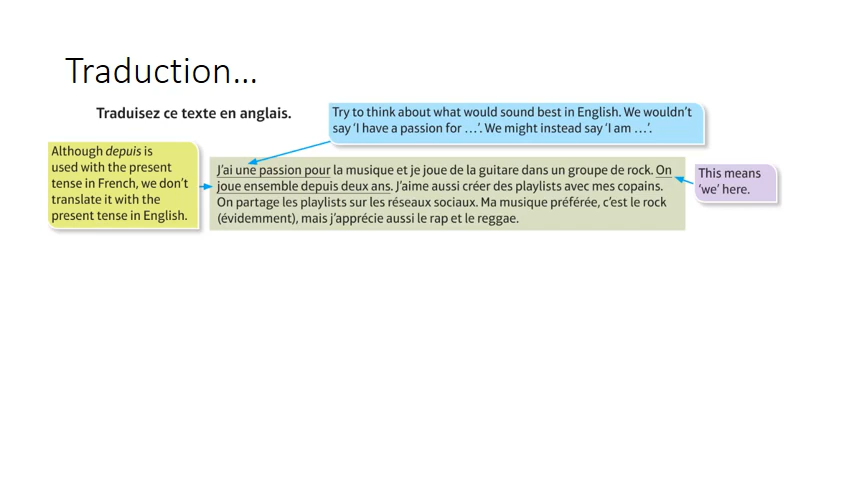 Traduction…
Traduisez ce texte en anglais.
Try to think about what would sound best in English. We wouldn't
say 'I have a passion for …'. We might instead say 'I am …'.
Although depuis is
used with the present
tense in French, we don't
translate it with the
present tense in English.
J'ai une passion pour la musique et je joue de la guitare dans un groupe de rock. On
joue ensemble depuis deux ans. J'aime aussi créer des playlists avec mes copains.
On partage les playlists sur les réseaux sociaux. Ma musique préférée, c'est le rock
(évidemment), mais j'apprécie aussi le rap et le reggae.
This means
'we' here.